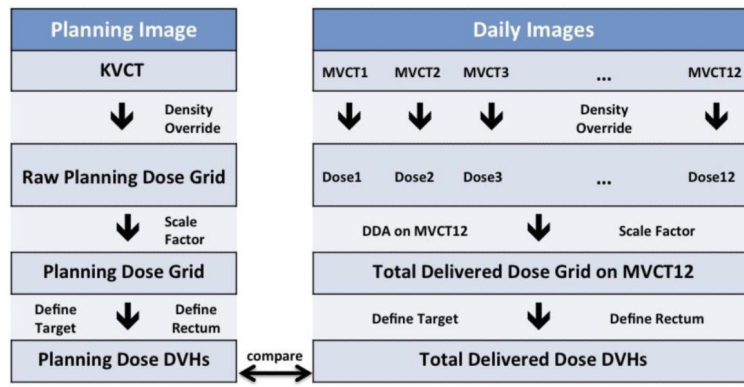 Planning Image
KVCT
Density
Override
Raw Planning Dose Grid
Scale
Factor
Planning Dose Grid
Define
Target
Define
Rectum
Planning Dose DVHs
compare
Daily Images
MVCT1 MVCT2 MVCT3 ... MVCT12
Density
Override
Dose1 Dose2 Dose3 ... Dose12
DDA on MVCT12 Scale Factor
Total Delivered Dose Grid on MVCT12
Define Target Define Rectum
Total Delivered Dose DVHs